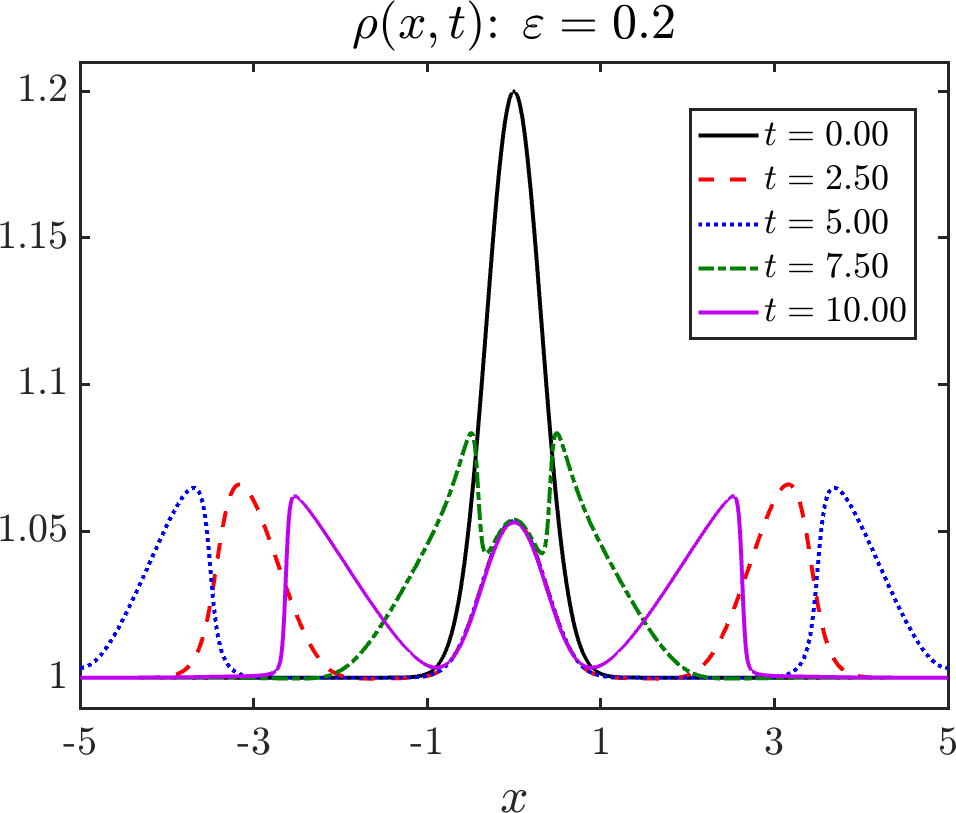 ρ(x, t): ε = 0.2
1.2
1.15
1.1
1.05
1
t = 0.00
t = 2.50
t = 5.00
t = 7.50
t = 10.00
-5 -3 -1 1 3 5
x